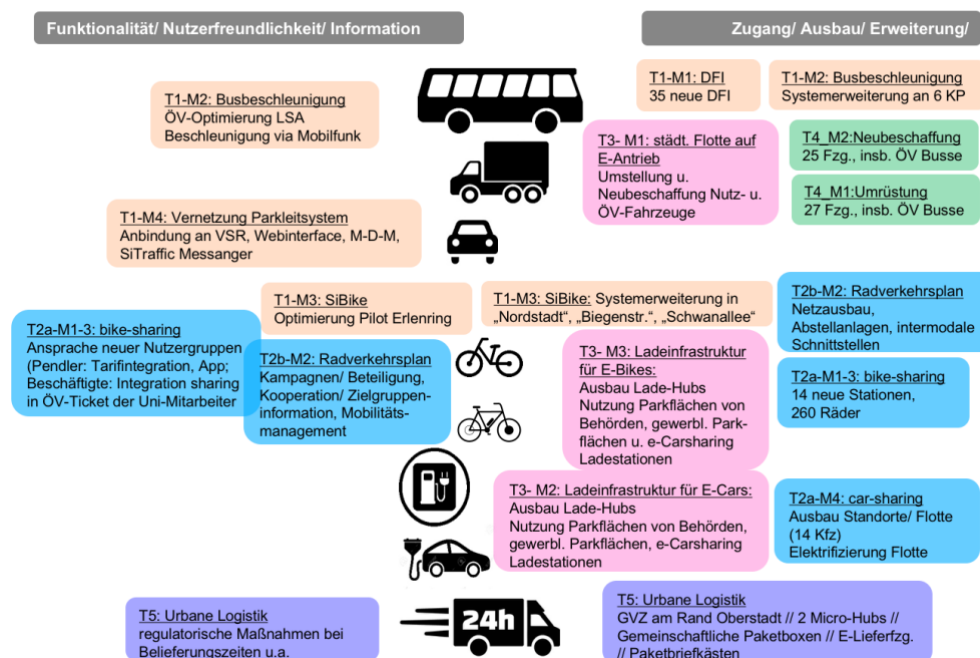 Funktionalität/ Nutzerfreundlichkeit/ Information
Zugang/ Ausbau/ Erweiterung/
T1-M2: Busbeschleunigung
ÖV-Optimierung LSA
Beschleunigung via Mobilfunk
T1-M1: DFI
35 neue DFI
T1-M2: Busbeschleunigung
Systemerweiterung an 6 KP
T3- M1: städt. Flotte auf
E-Antrieb
Umstellung u.
Neubeschaffung Nutz- u.
ÖV-Fahrzeuge
T4_M2:Neubeschaffung
25 Fzg., insb. ÖV Busse
T4_M1:Umrüstung
27 Fzg., insb. ÖV Busse
T1-M4: Vernetzung Parkleitsystem
Anbindung an VSR, Webinterface, M-D-M,
SiTraffic Messanger
T1-M3: SiBike
Optimierung Pilot Erlenring
T1-M3: SiBike: Systemerweiterung in
„Nordstadt“, „Biegenstr.“, „Schwanallee“
T2b-M2: Radverkehrsplan
Netzausbau,
Abstellanlagen, intermodale
Schnittstellen
T2a-M1-3: bike-sharing
Ansprache neuer Nutzergruppen
(Pendler: Tarifintegration, App;
Beschäftigte: Integration sharing
in ÖV-Ticket der Uni-Mitarbeiter
T2b-M2: Radverkehrsplan
Kampagnen/ Beteiligung,
Kooperation/ Zielgruppen-
information, Mobilitäts-
management
T3- M3: Ladeinfrastruktur
für E-Bikes:
Ausbau Lade-Hubs
Nutzung Parkflächen von
Behörden, gewerbl. Park-
flächen u. e-Carsharing
Ladestationen
T2a-M1-3: bike-sharing
14 neue Stationen,
260 Räder
T3- M2: Ladeinfrastruktur für E-Cars:
Ausbau Lade-Hubs
Nutzung Parkflächen von Behörden,
gewerbl. Parkflächen, e-Carsharing
Ladestationen
T2a-M4: car-sharing
Ausbau Standorte/ Flotte
(14 Kfz)
Elektrifizierung Flotte
T5: Urbane Logistik
regulatorische Maßnahmen bei
Belieferungszeiten u.a.
24h
T5: Urbane Logistik
GVZ am Rand Oberstadt // 2 Micro-Hubs //
Gemeinschaftliche Paketboxen // E-Lieferfzg.
// Paketbriefkästen